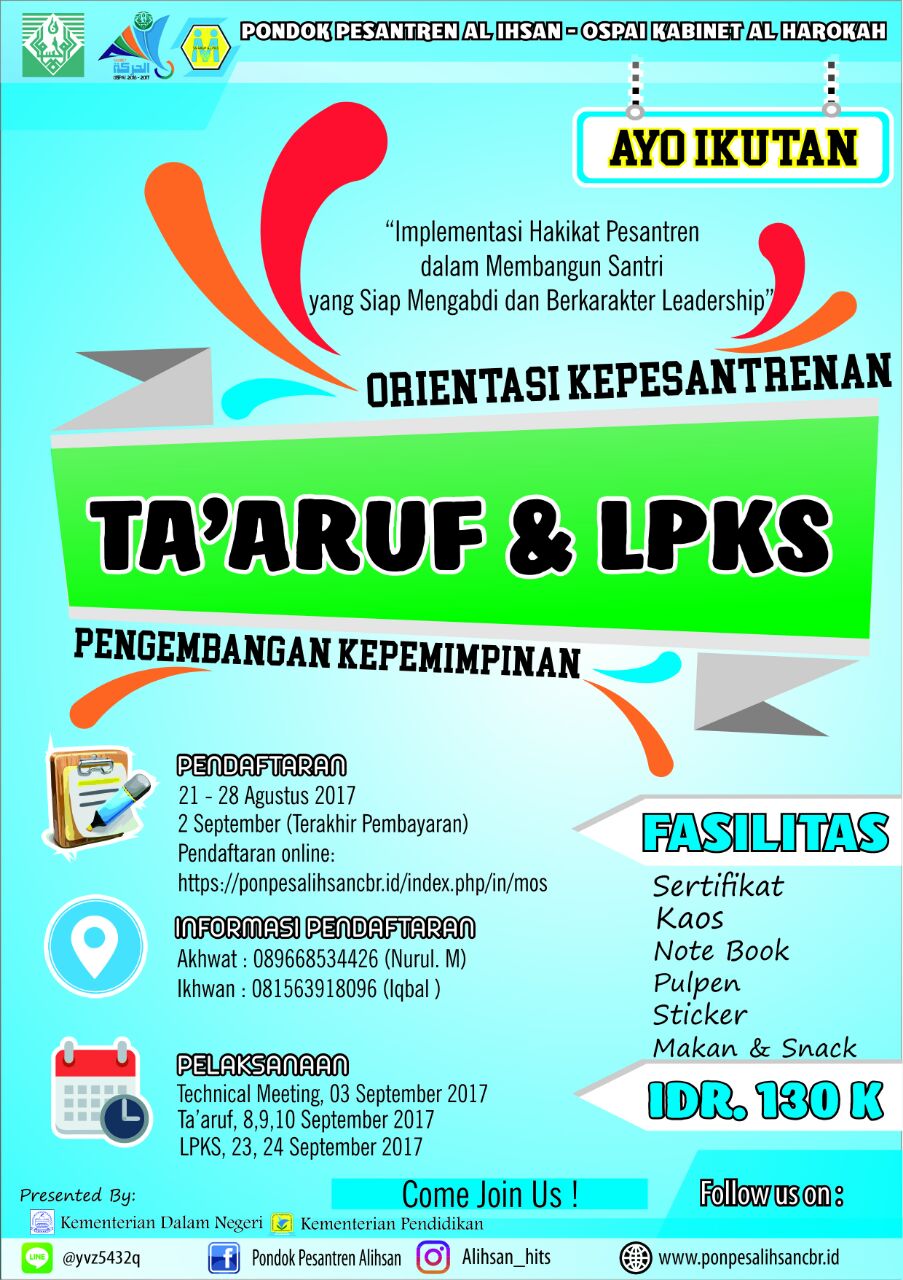 PONDOK PESANTREN AL IHSAN - OSPAI KABINET AL HAROKAH
الحركة
OSPAI 2016 - 2017
AYO IKUTAN
“Implementasi Hakikat Pesantren
dalam Membangun Santri
yang Siap Mengabdi dan Berkarakter Leadership”
ORIENTASI KEPESANTRENAN
TA’ARUF & LPKS
PENGEMBANGAN KEPEMIMPINAN
PENDAFTARAN
21 - 28 Agustus 2017
2 September (Terakhir Pembayaran)
Pendaftaran online:
https://ponpesalihsancbr.id/index.php/in/mos
INFORMASI PENDAFTARAN
Akhwat : 089668534426 (Nurul. M)
Ikhwan : 081563918096 (Iqbal )
PELAKSANAAN
Technical Meeting, 03 September 2017
Ta’aruf, 8,9,10 September 2017
LPKS, 23, 24 September 2017
FASILITAS
Sertifikat
Kaos
Note Book
Pulpen
Sticker
Makan & Snack
IDR. 130 K
Presented By:
Kementerian Dalam Negeri
Kementerian Pendidikan
Come Join Us !
Follow us on :
LINE
@yvz5432q
Pondok Pesantren Alihsan
Alihsan_hits
www.ponpesalihsancbr.id